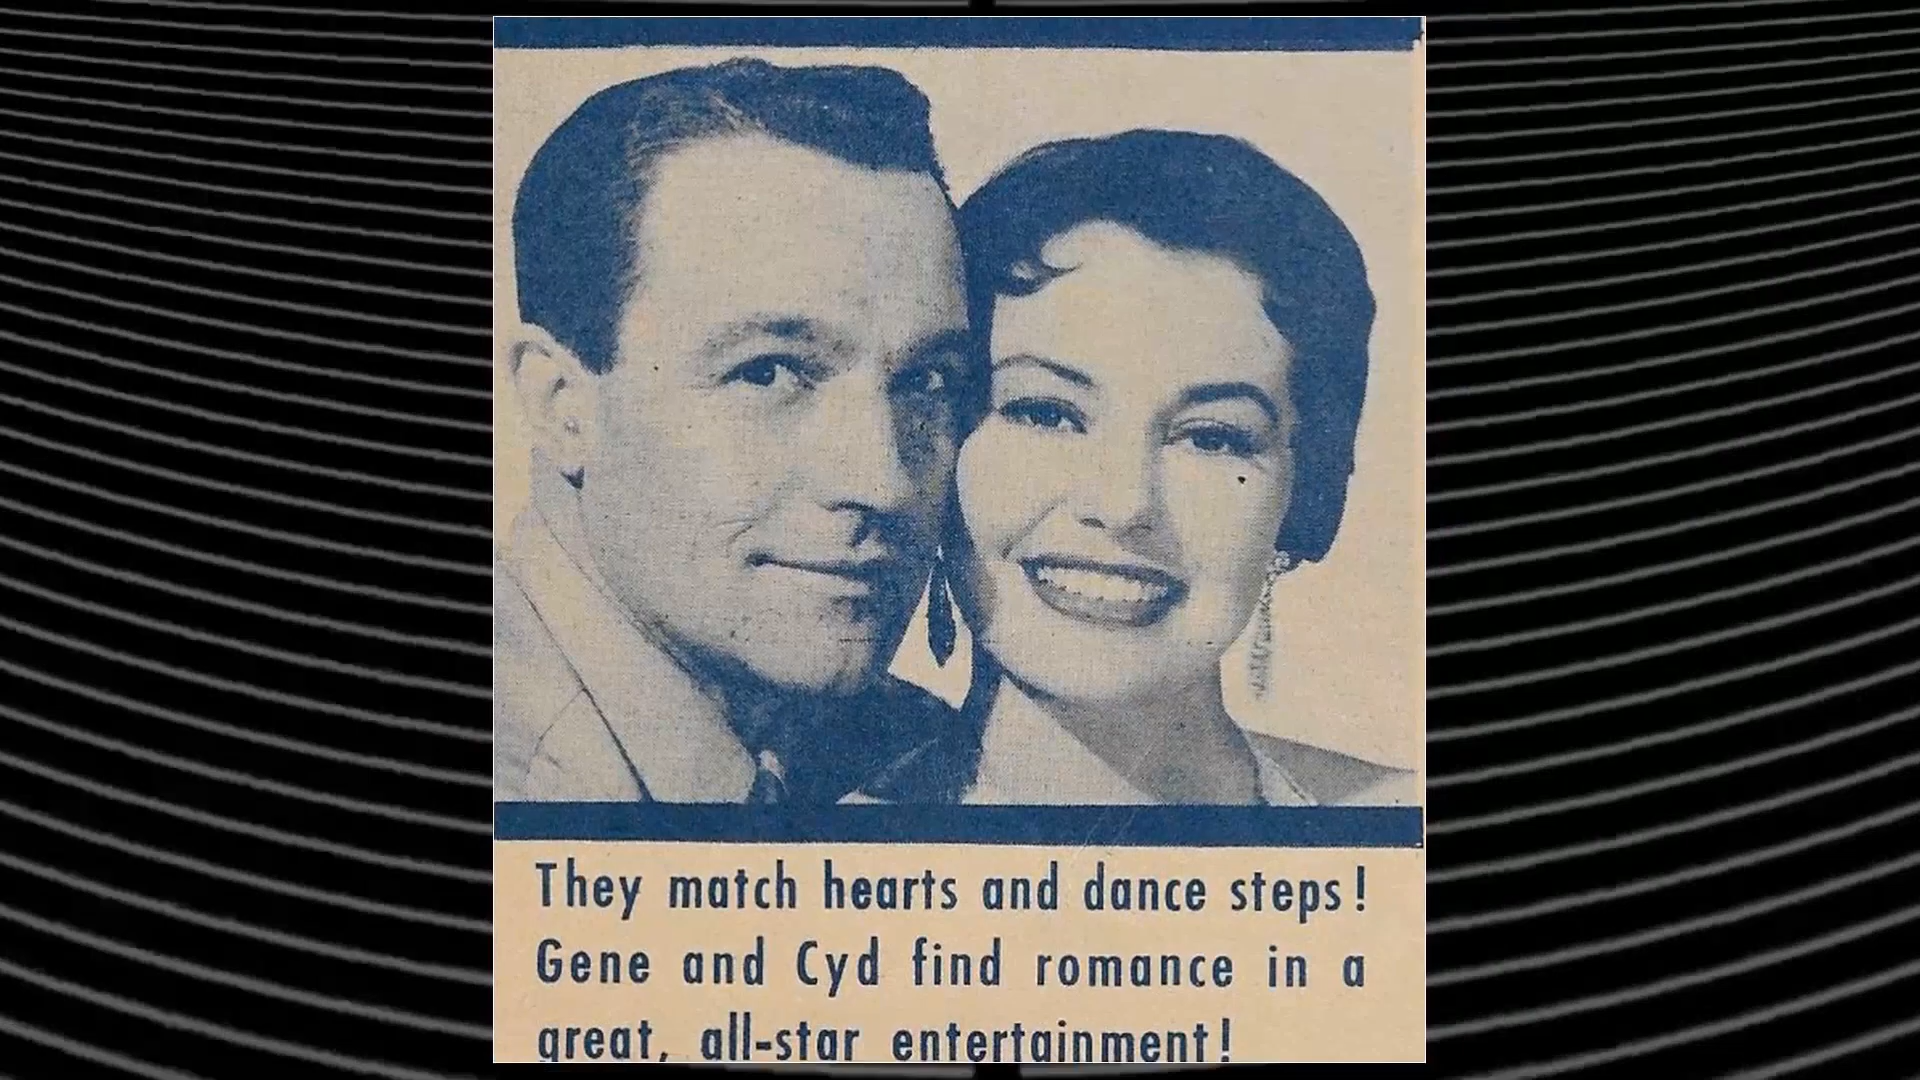 They match hearts and dance steps!
Gene and Cyd find romance in a
great, all-star entertainment!